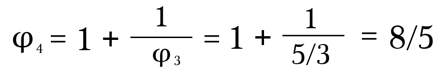 φ₄ = 1 + 1/φ₃ = 1 + 1/5/3 = 8/5